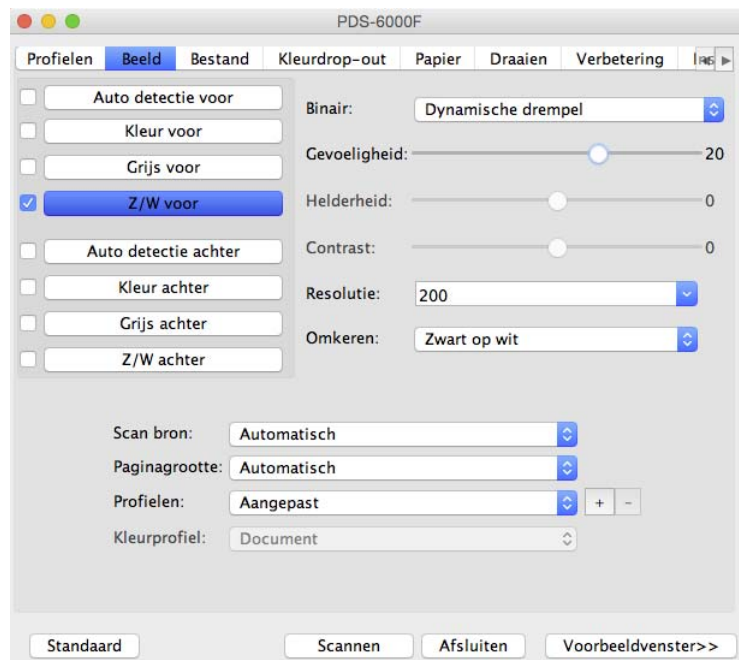 PDS-6000F
Profielen Beeld Bestand Kleurdrop-out Papier Draaien Verbetering
Auto detectie voor
Kleur voor
Grijs voor
Z/W voor
Auto detectie achter
Kleur achter
Grijs achter
Z/W achter
Binair: Dynamische drempel
Gevoeligheid: 20
Helderheid: 0
Contrast: 0
Resolutie: 200
Omkeren: Zwart op wit
Scan bron: Automatisch
Paginagrootte: Automatisch
Profielen: Aangepast + -
Kleurprofiel: Document
Standaard Scannen Afsluiten Voorbeeldvenster>>